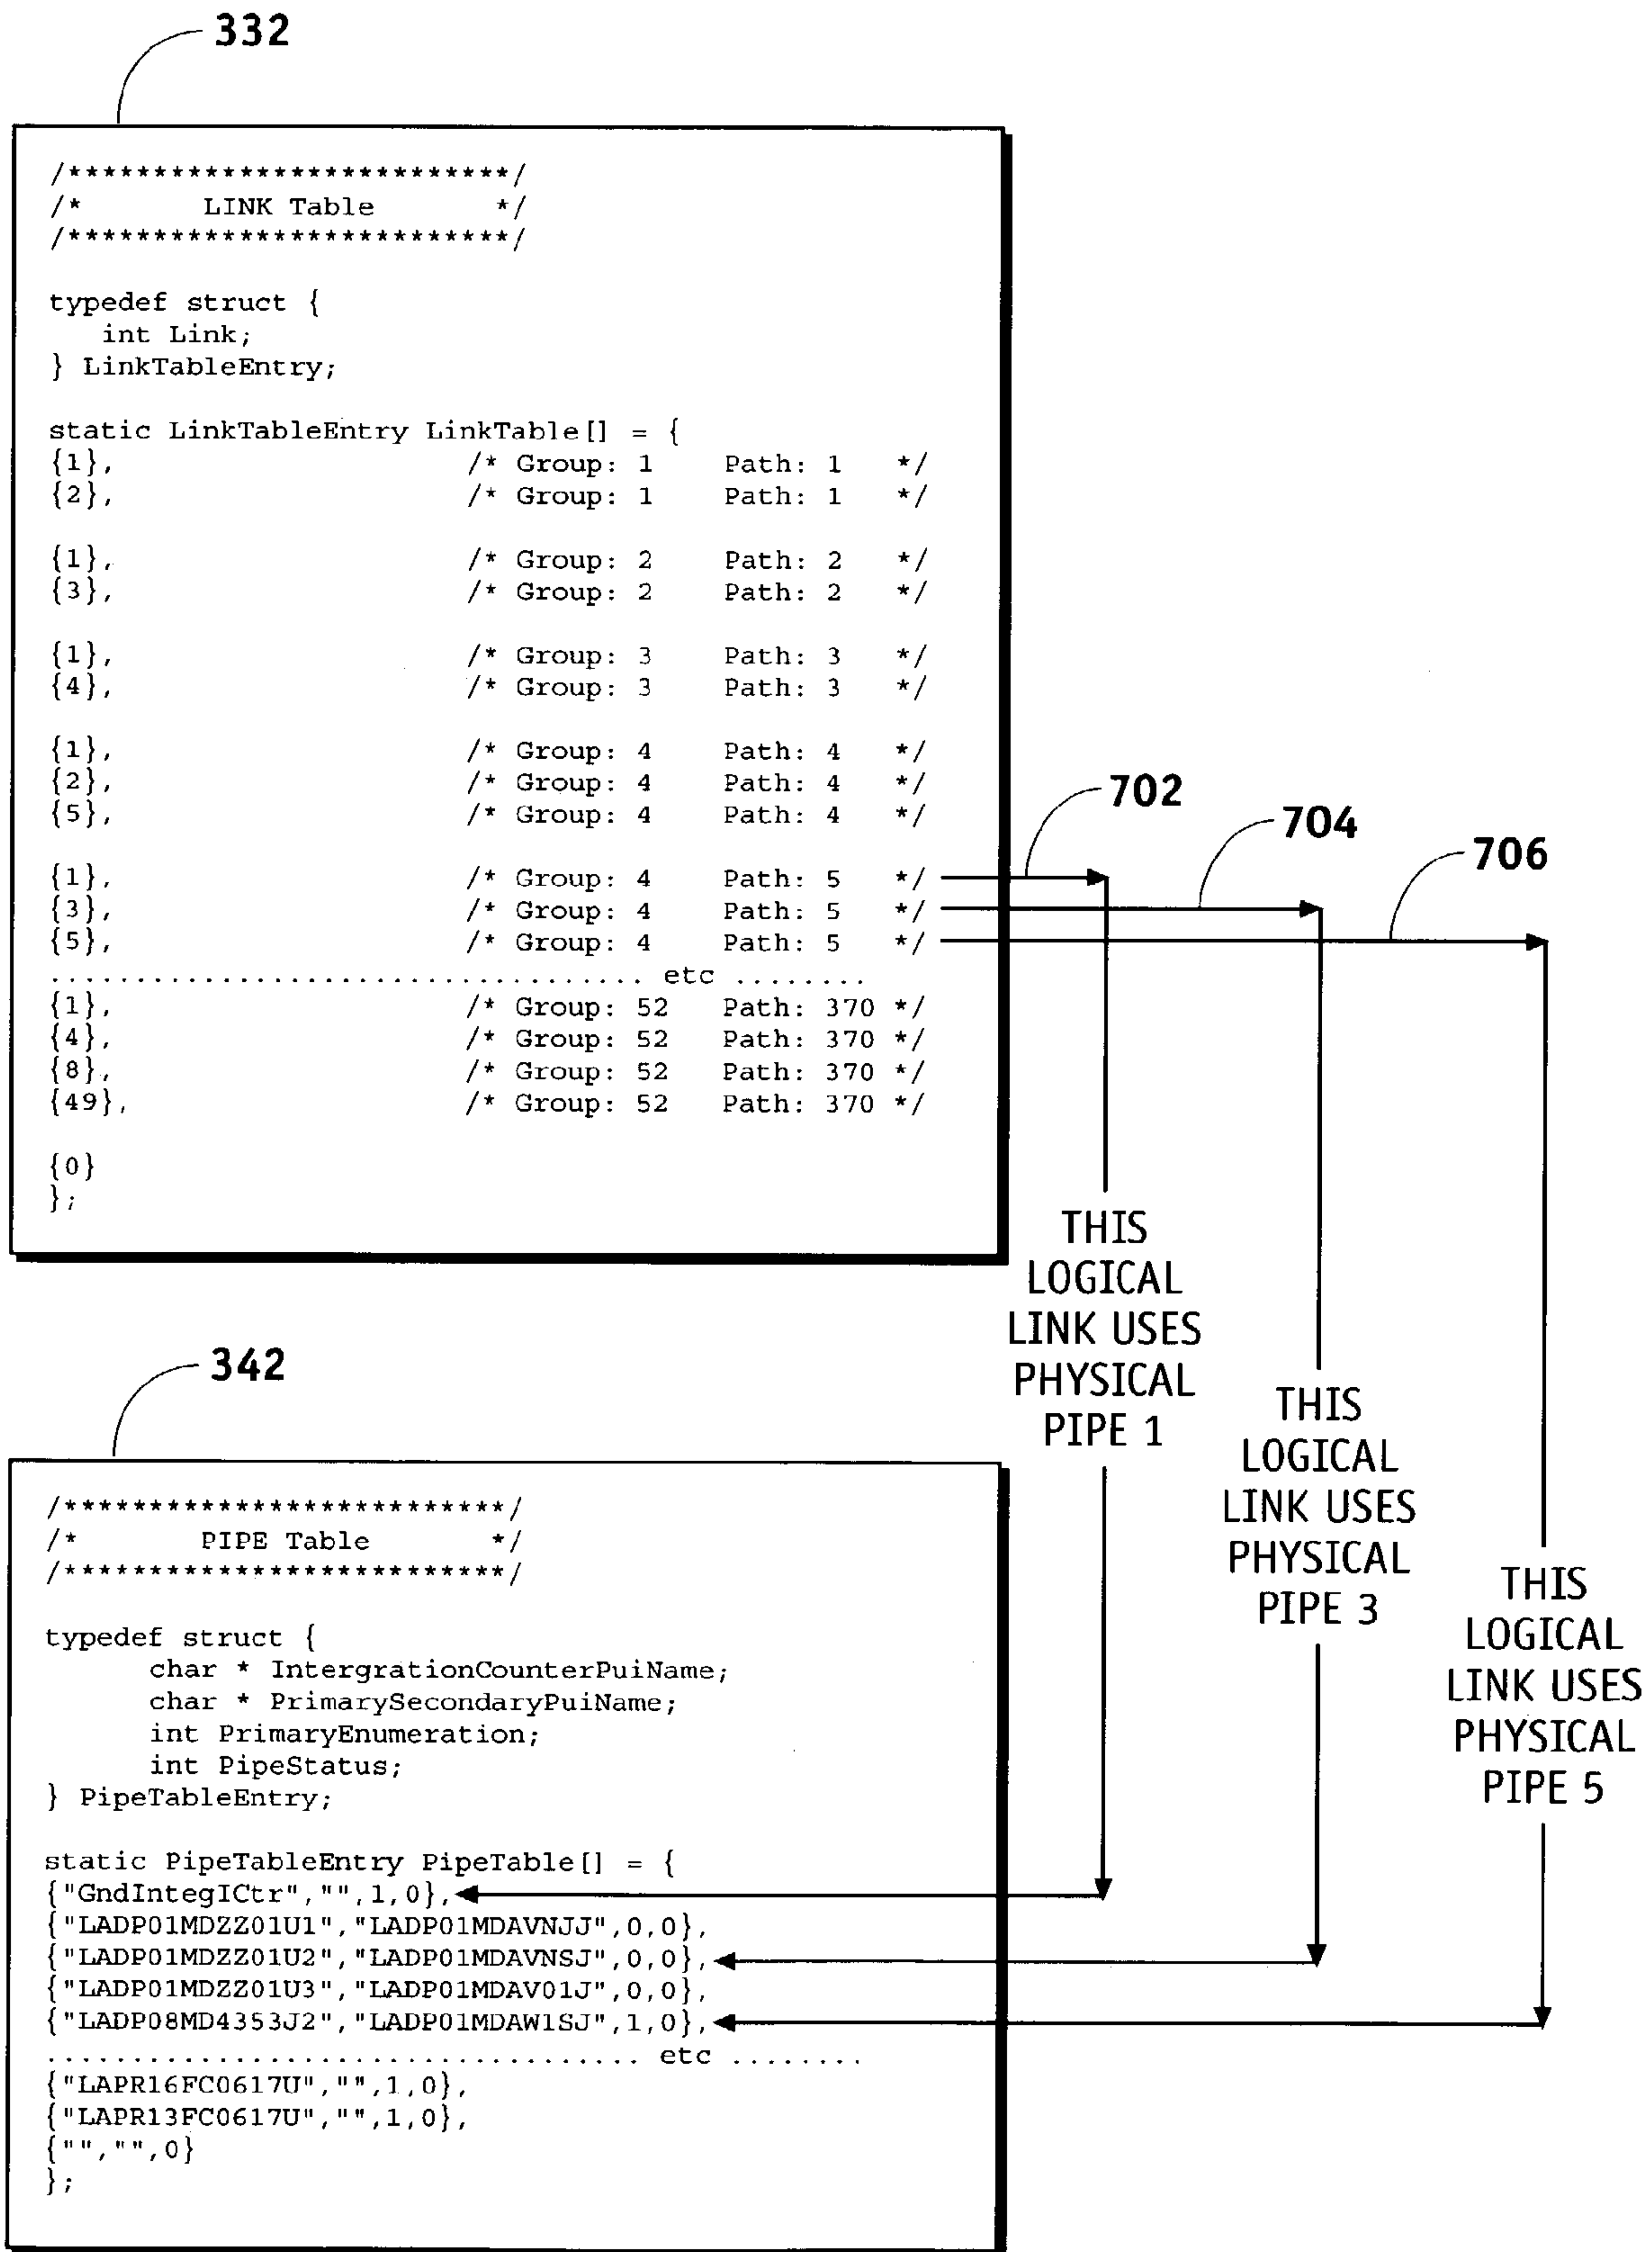 332
/**************************/
/* LINK Table */
/**************************/
typedef struct {
int Link;
} LinkTableEntry;
static LinkTableEntry LinkTable[] = {
{1}, /* Group: 1 Path: 1 */
{2}, /* Group: 1 Path: 1 */
{1}, /* Group: 2 Path: 2 */
{3}, /* Group: 2 Path: 2 */
{1}, /* Group: 3 Path: 3 */
{4}, /* Group: 3 Path: 3 */
{1}, /* Group: 4 Path: 4 */
{2}, /* Group: 4 Path: 4 */
{5}, /* Group: 4 Path: 4 */
{1}, /* Group: 4 Path: 5 */
{3}, /* Group: 4 Path: 5 */
{5}, /* Group: 4 Path: 5 */
................................... etc ........
{1}, /* Group: 52 Path: 370 */
{4}, /* Group: 52 Path: 370 */
{8}, /* Group: 52 Path: 370 */
{49}, /* Group: 52 Path: 370 */
{0}
};
702
704
706
THIS
LOGICAL
LINK USES
PHYSICAL
PIPE 1
THIS
LOGICAL
LINK USES
PHYSICAL
PIPE 3
THIS
LOGICAL
LINK USES
PHYSICAL
PIPE 5
342
/**************************/
/* PIPE Table */
/**************************/
typedef struct {
char * IntergrationCounterPuiName;
char * PrimarySecondaryPuiName;
int PrimaryEnumeration;
int PipeStatus;
} PipeTableEntry;
static PipeTableEntry PipeTable[] = {
{"GndIntegICtr","",1,0},
{"LADP01MDZZ01U1","LADP01MDAVNJJ",0,0},
{"LADP01MDZZ01U2","LADP01MDAVNSJ",0,0},
{"LADP01MDZZ01U3","LADP01MDAV01J",0,0},
{"LADP08MD4353J2","LADP01MDAW1SJ",1,0},
................................... etc ........
{"LAPR16FC0617U","",1,0},
{"LAPR13FC0617U","",1,0},
{"","",0}
};